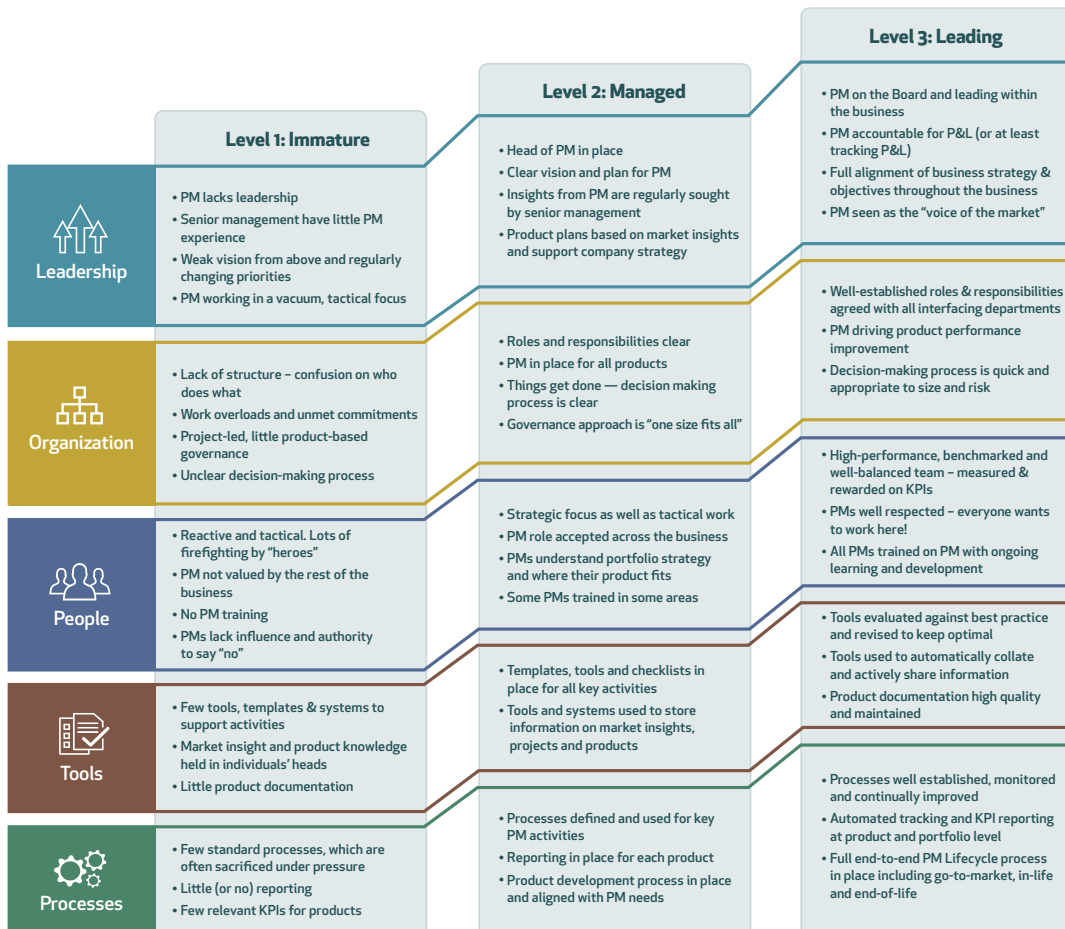 Level 1: Immature
Level 2: Managed
Level 3: Leading
Leadership
• PM lacks leadership
• Senior management have little PM
experience
• Weak vision from above and regularly
changing priorities
• PM working in a vacuum, tactical focus
• Head of PM in place
• Clear vision and plan for PM
• Insights from PM are regularly sought
by senior management
• Product plans based on market insights
and support company strategy
• PM on the Board and leading within
the business
• PM accountable for P&L (or at least
tracking P&L)
• Full alignment of business strategy &
objectives throughout the business
• PM seen as the “voice of the market”
Organization
• Lack of structure – confusion on who
does what
• Work overloads and unmet commitments
• Project-led, little product-based
governance
• Unclear decision-making process
• Roles and responsibilities clear
• PM in place for all products
• Things get done — decision making
process is clear
• Governance approach is “one size fits all”
• Well-established roles & responsibilities
agreed with all interfacing departments
• PM driving product performance
improvement
• Decision-making process is quick and
appropriate to size and risk
People
• Reactive and tactical. Lots of
firefighting by “heroes”
• PM not valued by the rest of the
business
• No PM training
• PMs lack influence and authority
to say “no”
• Strategic focus as well as tactical work
• PM role accepted across the business
• PMs understand portfolio strategy
and where their product fits
• Some PMs trained in some areas
• High-performance, benchmarked and
well-balanced team – measured &
rewarded on KPIs
• PMs well respected – everyone wants
to work here!
• All PMs trained on PM with ongoing
learning and development
Tools
• Few tools, templates & systems to
support activities
• Market insight and product knowledge
held in individuals’ heads
• Little product documentation
• Templates, tools and checklists in
place for all key activities
• Tools and systems used to store
information on market insights,
projects and products
• Tools evaluated against best practice
and revised to keep optimal
• Tools used to automatically collate
and actively share information
• Product documentation high quality
and maintained
Processes
• Few standard processes, which are
often sacrificed under pressure
• Little (or no) reporting
• Few relevant KPIs for products
• Processes defined and used for key
PM activities
• Reporting in place for each product
• Product development process in place
and aligned with PM needs
• Processes well established, monitored
and continually improved
• Automated tracking and KPI reporting
at product and portfolio level
• Full end-to-end PM Lifecycle process
in place including go-to-market, in-life
and end-of-life